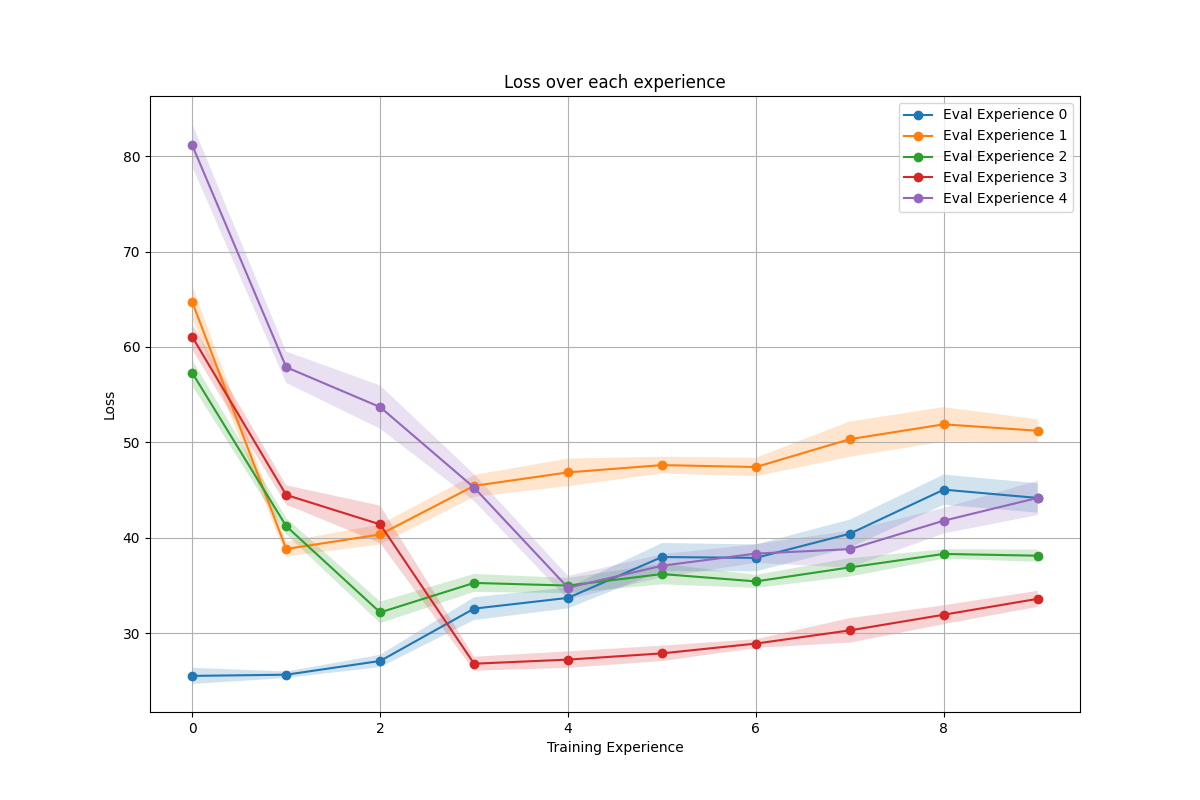 Loss over each experience
Eval Experience 0
Eval Experience 1
Eval Experience 2
Eval Experience 3
Eval Experience 4
80
70
60
50
40
30
Loss
0 2 4 6 8
Training Experience